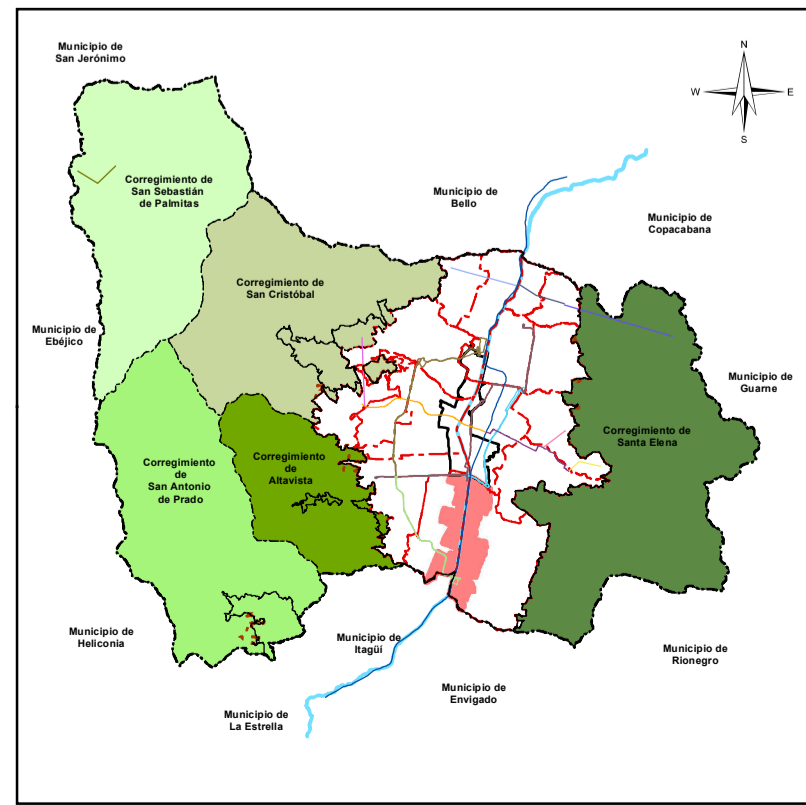 Municipio de
San Jerónimo
N
W
E
S
Corregimiento de
San Sebastián
de Palmitas
Municipio de
Bello
Municipio de
Copacabana
Corregimiento de
San Cristóbal
Municipio de
Ebéjico
Municipio de
Guarne
Corregimiento de
Santa Elena
Corregimiento
de
Altavista
Corregimiento
de
San Antonio
de Prado
Municipio de
Heliconia
Municipio de
Itagüí
Municipio de
Rionegro
Municipio de
Envigado
Municipio de
La Estrella